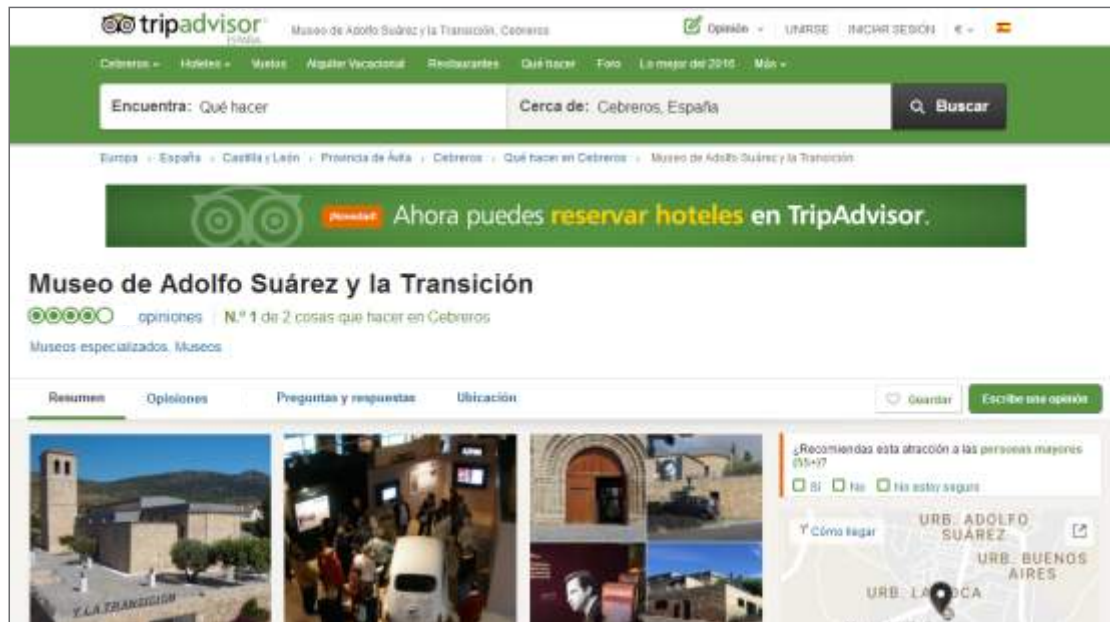 tripadvisor
ESPAÑA
Museo de Adolfo Suárez y la Transición, Cebreros
Opinión
UNIRSE
INICIAR SESIÓN
€
Cebreros
Hoteles
Vuelos
Alquiler Vacacional
Restaurantes
Qué hacer
Foro
Lo mejor del 2016
Más
Encuentra: Qué hacer
Cerca de: Cebreros, España
Buscar
Europa › España › Castilla y León › Provincia de Ávila › Cebreros › Qué hacer en Cebreros › Museo de Adolfo Suárez y la Transición
¡Novedad! Ahora puedes reservar hoteles en TripAdvisor.
Museo de Adolfo Suárez y la Transición
opiniones N.º 1 de 2 cosas que hacer en Cebreros
Museos especializados, Museos
Resumen
Opiniones
Preguntas y respuestas
Ubicación
Guardar
Escribe una opinión
¿Recomiendas esta atracción a las personas mayores
(55+)?
Sí No No estoy seguro
Cómo llegar
URB. ADOLFO
SUÁREZ
URB. BUENOS
AIRES
Y LA TRANSICIÓN